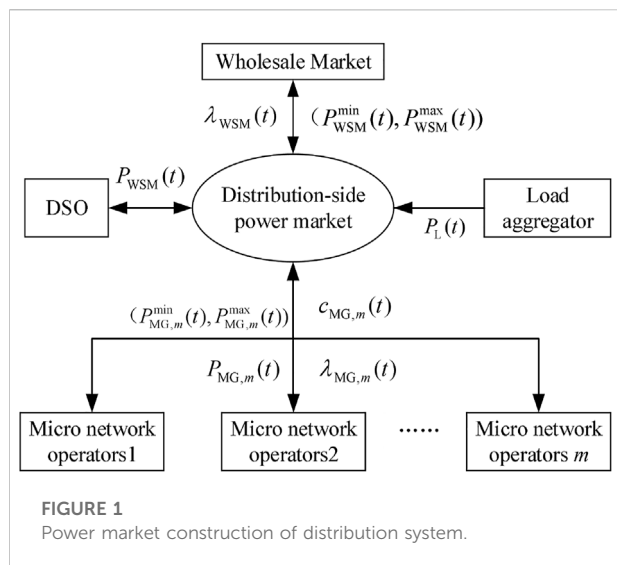 Wholesale Market
λ_WSM(t) (P_WSM^min(t), P_WSM^max(t))
P_WSM(t)
DSO
Distribution-side
power market
Load
aggregator
P_L(t)
(P_MG,m^min(t), P_MG,m^max(t)) c_MG,m(t)
P_MG,m(t) λ_MG,m(t)
Micro network
operators1
Micro network
operators2
......
Micro network
operators m
FIGURE 1
Power market construction of distribution system.